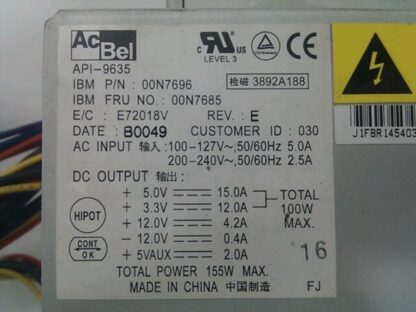 AcBel
LEVEL 3
API-9635
IBM P/N : 00N7696
检磁 3892A188
IBM FRU NO. : 00N7685
E/C : E72018V REV. : E
DATE : B0049 CUSTOMER ID : 030
J1FBR145403
AC INPUT 输入 : 100-127V~, 50/60Hz 5.0A
200-240V~, 50/60Hz 2.5A
DC OUTPUT 输出 :
+ 5.0V 15.0A TOTAL
+ 3.3V 12.0A 100W
HIPOT + 12.0V 4.2A MAX.
- 12.0V 0.4A
CONT OK + 5VAUX 2.0A 16
TOTAL POWER 155W MAX.
MADE IN CHINA 中国制造 FJ